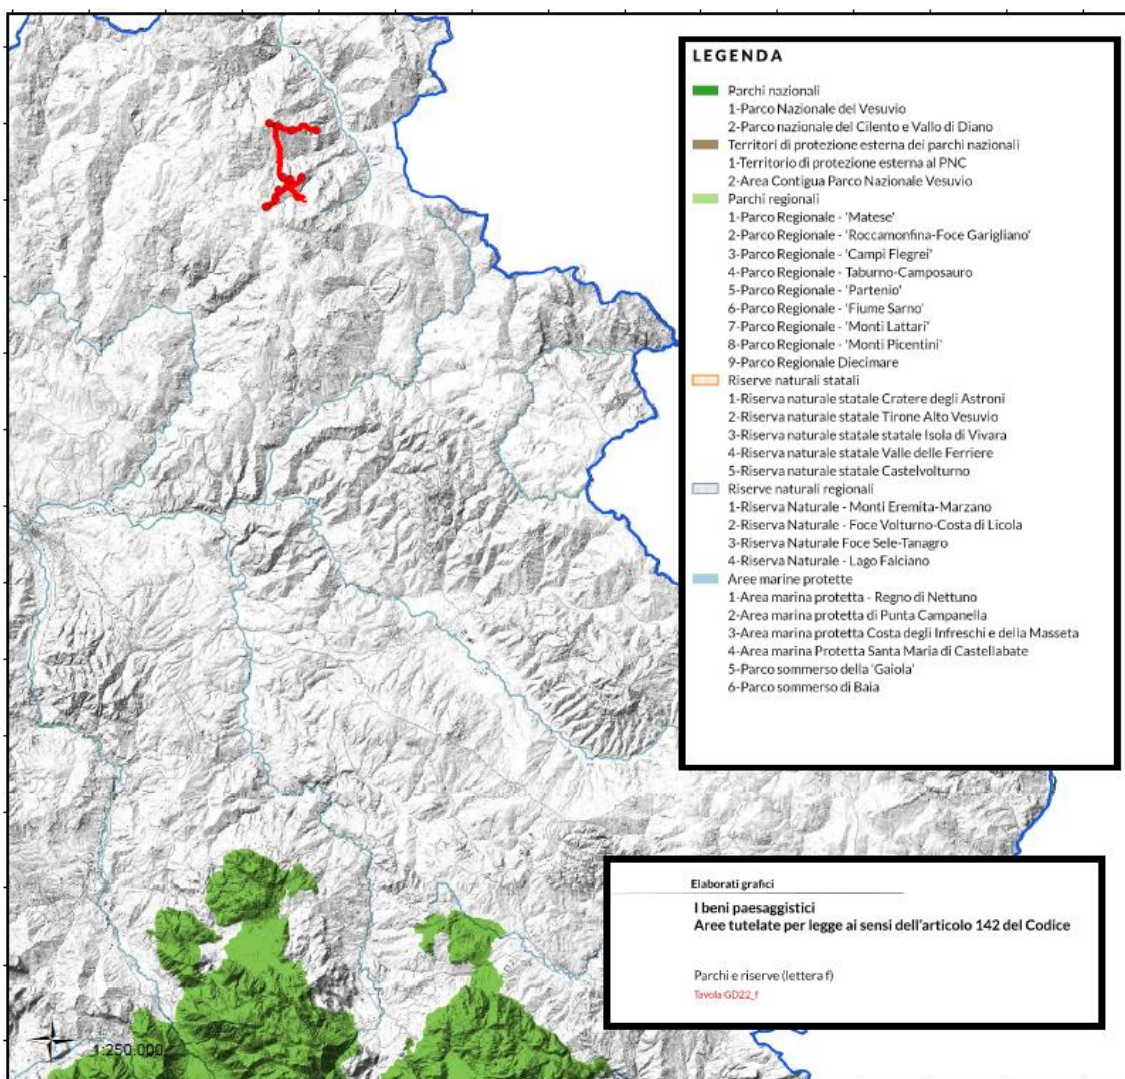 LEGENDA
Parchi nazionali
1-Parco Nazionale del Vesuvio
2-Parco nazionale del Cilento e Vallo di Diano
Territori di protezione esterna dei parchi nazionali
1-Territorio di protezione esterna al PNC
2-Area Contigua Parco Nazionale Vesuvio
Parchi regionali
1-Parco Regionale - 'Matese'
2-Parco Regionale - 'Roccamonfina-Foce Garigliano'
3-Parco Regionale - 'Campi Flegrei'
4-Parco Regionale - Taburno-Camposauro
5-Parco Regionale - 'Partenio'
6-Parco Regionale - 'Fiume Sarno'
7-Parco Regionale - 'Monti Lattari'
8-Parco Regionale - 'Monti Picentini'
9-Parco Regionale Diecimare
Riserve naturali statali
1-Riserva naturale statale Cratere degli Astroni
2-Riserva naturale statale Tirone Alto Vesuvio
3-Riserva naturale statale statale Isola di Vivara
4-Riserva naturale statale Valle delle Ferriere
5-Riserva naturale statale Castelvolturno
Riserve naturali regionali
1-Riserva Naturale - Monti Eremita-Marzano
2-Riserva Naturale - Foce Volturno-Costa di Licola
3-Riserva Naturale Foce Sele-Tanagro
4-Riserva Naturale - Lago Falciano
Aree marine protette
1-Area marina protetta - Regno di Nettuno
2-Area marina protetta di Punta Campanella
3-Area marina protetta Costa degli Infreschi e della Masseta
4-Area marina Protetta Santa Maria di Castellabate
5-Parco sommerso della 'Gaiola'
6-Parco sommerso di Baia
Elaborati grafici
I beni paesaggistici
Aree tutelate per legge ai sensi dell'articolo 142 del Codice
Parchi e riserve (lettera f)
Tavola GD22_f
1:250.000